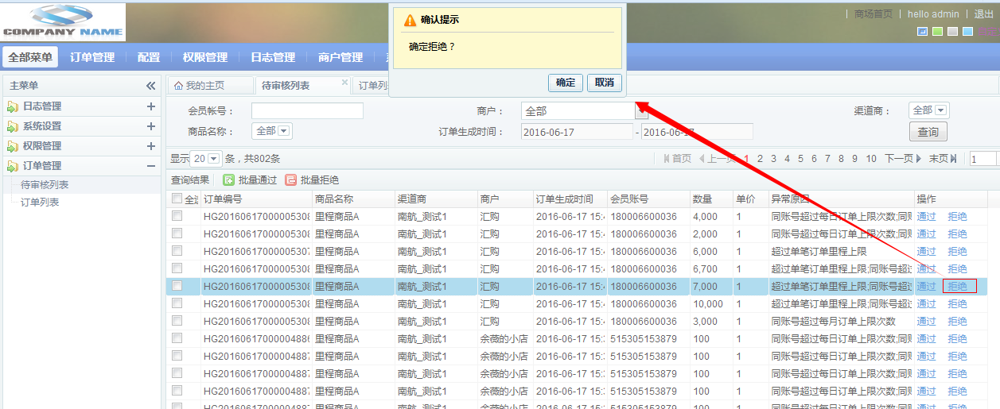 COMPANY NAME
商场首页 | hello admin | 退出
确认提示
确定拒绝？
确定 取消
全部菜单 订单管理 配置 权限管理 日志管理 商户管理
主菜单
日志管理
系统设置
权限管理
订单管理
待审核列表
订单列表
我的主页 待审核列表 订单列
会员帐号： 商户： 全部 渠道商： 全部
商品名称： 全部 订单生成时间： 2016-06-17 - 2016-06-17 查询
显示 20 条，共802条 首页 上一页 1 2 3 4 5 6 7 8 9 10 下一页 末页 1
查询结果 批量通过 批量拒绝
全选 订单编号 商品名称 渠道商 商户 订单生成时间 会员账号 数量 单价 异常原因 操作
HG20160617000005308 里程商品A 南航_测试1 汇购 2016-06-17 15:4 180006600036 4,000 1 同账号超过每日订单上限次数;同账 通过 拒绝
HG20160617000005308 里程商品A 南航_测试1 汇购 2016-06-17 15:4 180006600036 2,000 1 同账号超过每日订单上限次数;同账 通过 拒绝
HG20160617000005307 里程商品A 南航_测试1 汇购 2016-06-17 15:4 180006600036 6,000 1 超过单笔订单里程上限 通过 拒绝
HG20160617000005308 里程商品A 南航_测试1 汇购 2016-06-17 15:4 180006600036 6,700 1 超过单笔订单里程上限;同账号超过 通过 拒绝
HG20160617000005308 里程商品A 南航_测试1 汇购 2016-06-17 15:4 180006600036 7,000 1 超过单笔订单里程上限;同账号超过 通过 拒绝
HG20160617000005308 里程商品A 南航_测试1 汇购 2016-06-17 15:4 180006600036 10,000 1 超过单笔订单里程上限;同账号超过 通过 拒绝
HG20160617000005308 里程商品A 南航_测试1 汇购 2016-06-17 15:4 180006600036 3,000 1 同账号超过每月订单上限次数 通过 拒绝
HG20160617000004886 里程商品A 南航_测试1 余薇的小店 2016-06-17 15:3 515305153879 100 1 同账号超过每日订单上限次数;同账 通过 拒绝
HG20160617000004887 里程商品A 南航_测试1 余薇的小店 2016-06-17 15:3 515305153879 100 1 同账号超过每日订单上限次数;同账 通过 拒绝
HG20160617000004887 里程商品A 南航_测试1 余薇的小店 2016-06-17 15:3 515305153879 100 1 同账号超过每日订单上限次数;同账 通过 拒绝
HG20160617000004887 里程商品A 南航_测试1 余薇的小店 2016-06-17 15:3 515305153879 100 1 同账号超过每日订单上限次数;同账 通过 拒绝
HG20160617000004888 里程商品A 南航_测试1 余薇的小店 2016-06-17 15:3 515305153879 100 1 同账号超过每日订单上限次数;同账 通过 拒绝